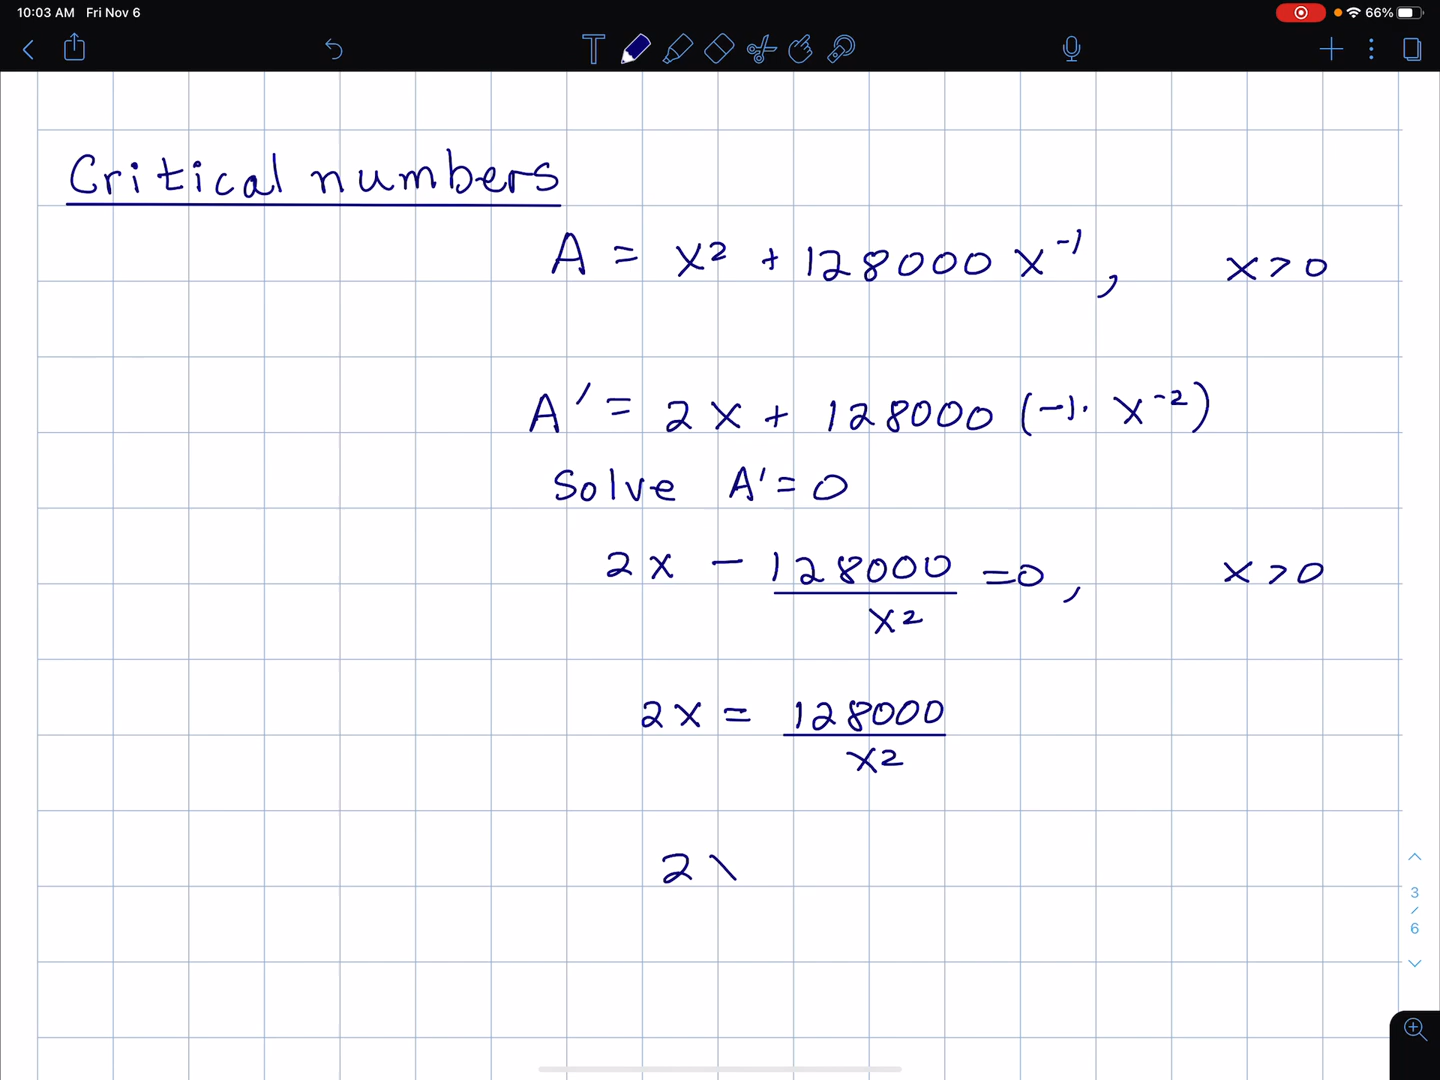 10:03 AM Fri Nov 6 66%
T
Critical numbers
A = x² + 128000 x⁻¹, x > 0
A' = 2x + 128000 (-1· x⁻²)
Solve A' = 0
2x - 128000/x² = 0, x > 0
2x = 128000/x²
2 \
3 / 6